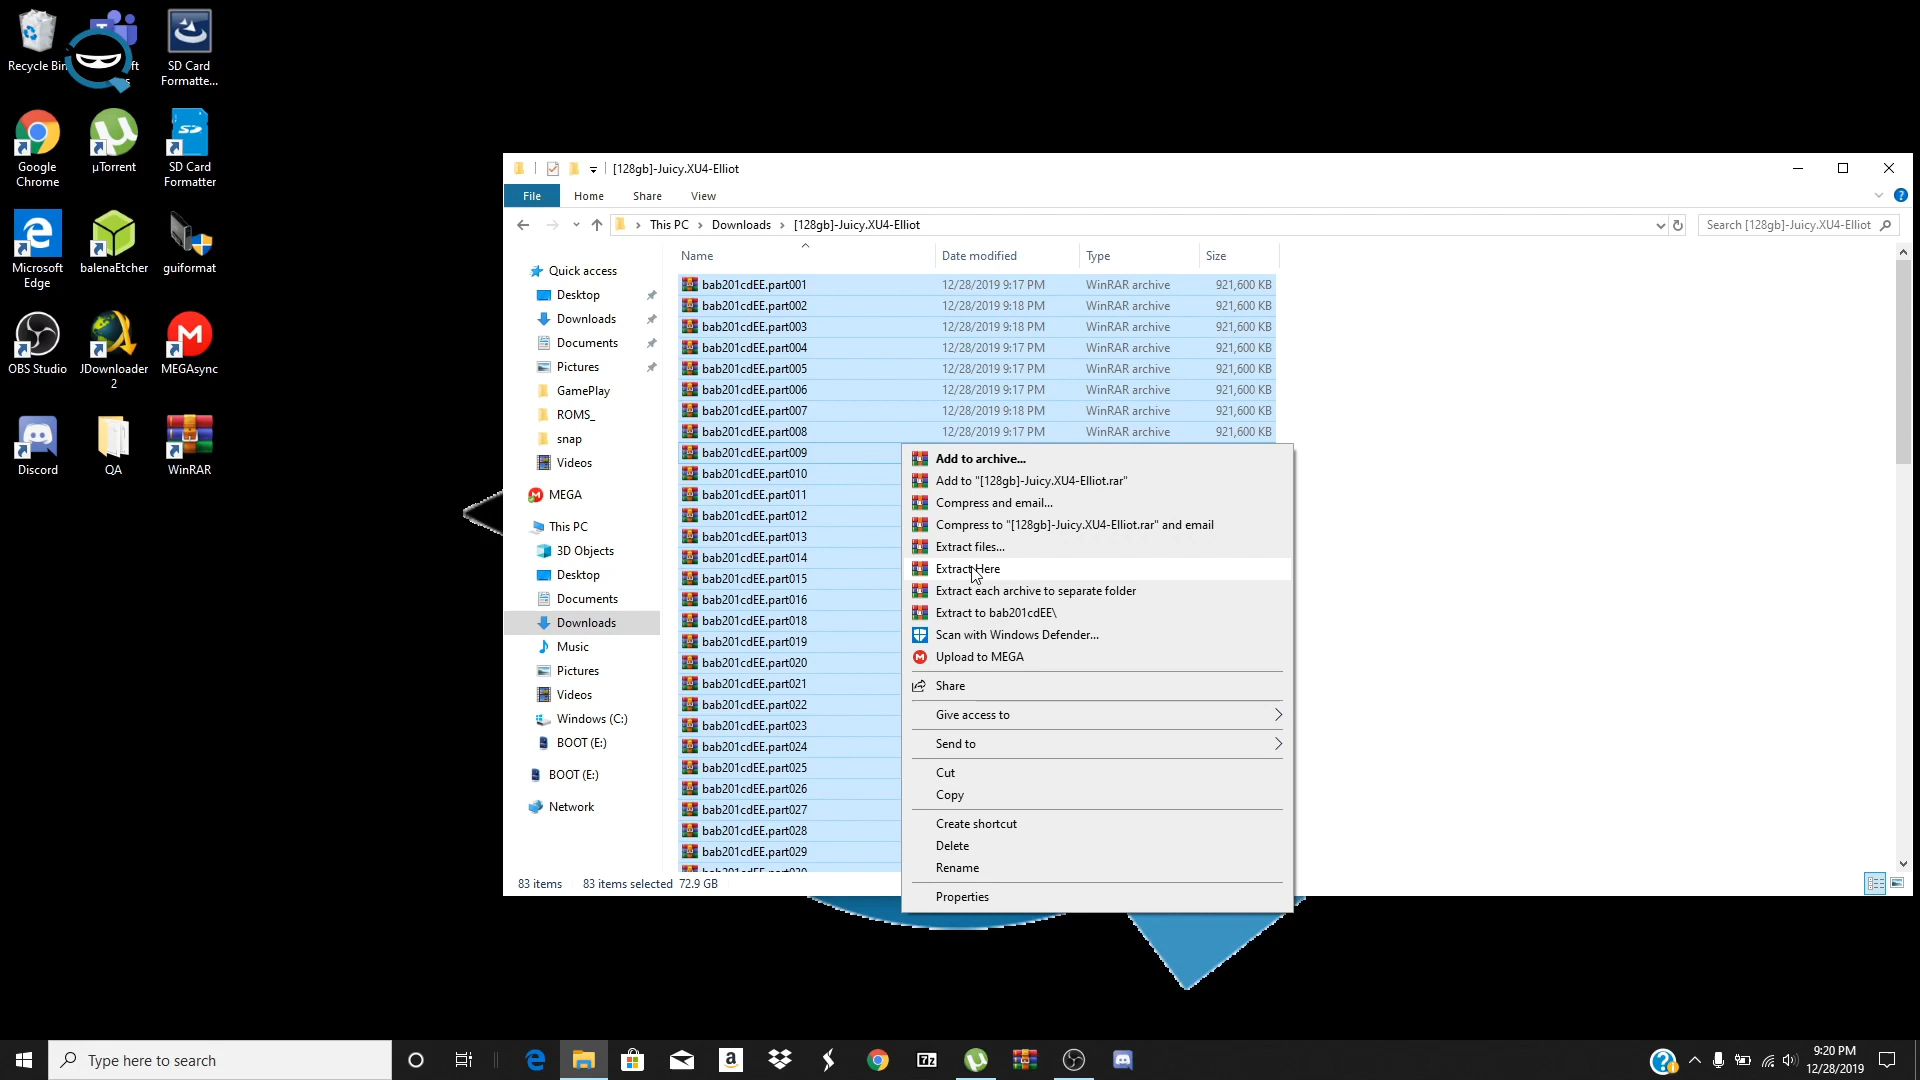 Recycle Bin
ft
s
SD Card
Formatte...
Google
Chrome
µTorrent
SD Card
Formatter
Microsoft
Edge
balenaEtcher
guiformat
OBS Studio
JDownloader
2
MEGAsync
Discord
QA
WinRAR
[128gb]-Juicy.XU4-Elliot
File Home Share View
This PC Downloads [128gb]-Juicy.XU4-Elliot
Search [128gb]-Juicy.XU4-Elliot
Quick access
Desktop
Downloads
Documents
Pictures
GamePlay
ROMS_
snap
Videos
MEGA
This PC
3D Objects
Desktop
Documents
Downloads
Music
Pictures
Videos
Windows (C:)
BOOT (E:)
BOOT (E:)
Network
Name Date modified Type Size
bab201cdEE.part001 12/28/2019 9:17 PM WinRAR archive 921,600 KB
bab201cdEE.part002 12/28/2019 9:18 PM WinRAR archive 921,600 KB
bab201cdEE.part003 12/28/2019 9:18 PM WinRAR archive 921,600 KB
bab201cdEE.part004 12/28/2019 9:17 PM WinRAR archive 921,600 KB
bab201cdEE.part005 12/28/2019 9:17 PM WinRAR archive 921,600 KB
bab201cdEE.part006 12/28/2019 9:17 PM WinRAR archive 921,600 KB
bab201cdEE.part007 12/28/2019 9:18 PM WinRAR archive 921,600 KB
bab201cdEE.part008 12/28/2019 9:17 PM WinRAR archive 921,600 KB
bab201cdEE.part009
bab201cdEE.part010
bab201cdEE.part011
bab201cdEE.part012
bab201cdEE.part013
bab201cdEE.part014
bab201cdEE.part015
bab201cdEE.part016
bab201cdEE.part018
bab201cdEE.part019
bab201cdEE.part020
bab201cdEE.part021
bab201cdEE.part022
bab201cdEE.part023
bab201cdEE.part024
bab201cdEE.part025
bab201cdEE.part026
bab201cdEE.part027
bab201cdEE.part028
bab201cdEE.part029
bab201cdEE.part030
Add to archive...
Add to "[128gb]-Juicy.XU4-Elliot.rar"
Compress and email...
Compress to "[128gb]-Juicy.XU4-Elliot.rar" and email
Extract files...
Extract Here
Extract each archive to separate folder
Extract to bab201cdEE\
Scan with Windows Defender...
Upload to MEGA
Share
Give access to
Send to
Cut
Copy
Create shortcut
Delete
Rename
Properties
83 items 83 items selected 72.9 GB
Type here to search
9:20 PM
12/28/2019